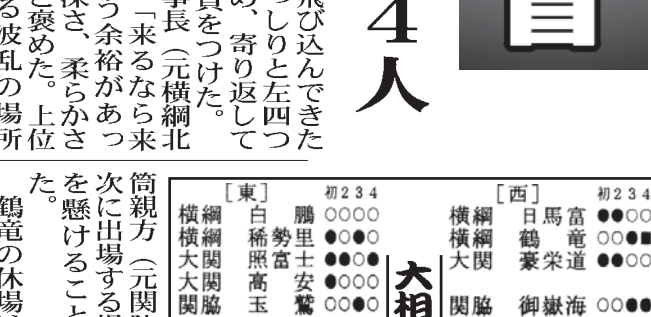 4人
飛び込んできた
っしりと左四つ
め、寄り返して
負をつけた。
事長（元横綱北
「来るなら来
う余裕があっ
深さ、柔らかさ
と褒めた。上位
る波乱の場所
筒親方（元関脇
次に出場する場
を懸けること
た。
鶴竜の休場
［東］ 初234
横綱 白鵬 ○○○○
横綱 稀勢里 ●○●○
大関 照富士 ●●○●
大関 高安 ●○○○
関脇 玉鷲 ○○●○
大相
［西］ 初234
横綱 日馬富 ●●○○
横綱 鶴竜 ○○●■
大関 豪栄道 ●●○○
関脇 御嶽海 ○○●●